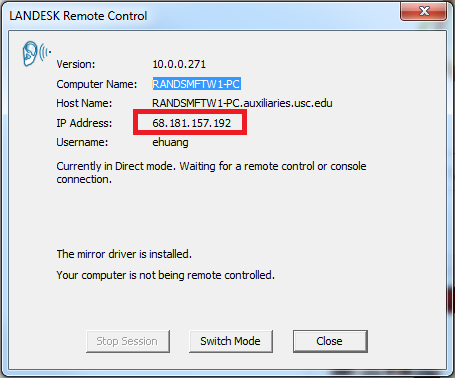 LANDESK Remote Control
Version: 10.0.0.271
Computer Name: RANDSMFTW1-PC
Host Name: RANDSMFTW1-PC.auxiliaries.usc.edu
IP Address: 68.181.157.192
Username: ehuang
Currently in Direct mode. Waiting for a remote control or console
connection.
The mirror driver is installed.
Your computer is not being remote controlled.
Stop Session Switch Mode Close